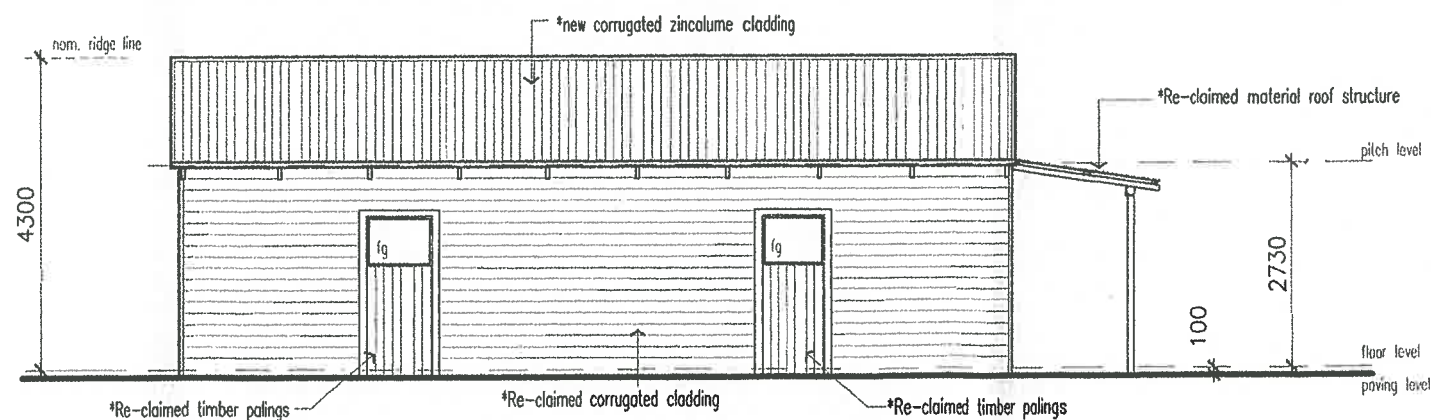 *new corrugated zincalume cladding
nom. ridge line
*Re-claimed material roof structure
pitch level
4300
fg
fg
2730
100
floor level
paving level
*Re-claimed timber palings
*Re-claimed corrugated cladding
*Re-claimed timber palings